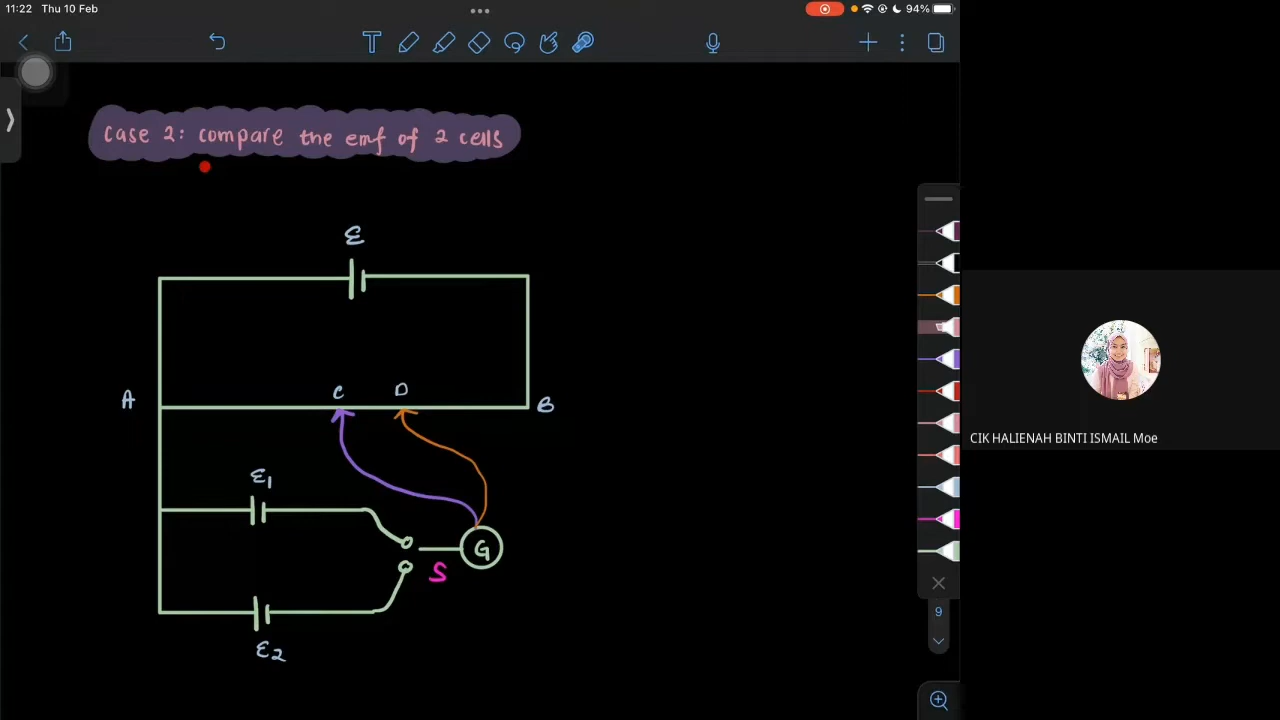 11:22 Thu 10 Feb
94%
T
case 2: compare the emf of 2 cells
ε
A
C
D
B
ε1
G
S
ε2
CIK HALIENAH BINTI ISMAIL Moe
9